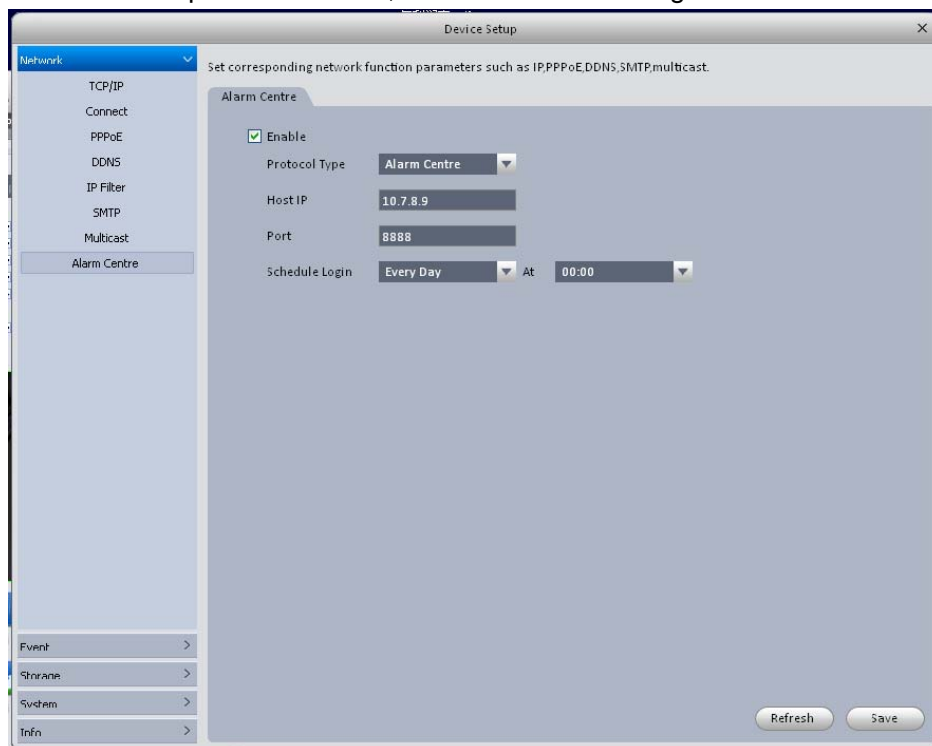 Device Setup
Network
TCP/IP
Connect
PPPoE
DDNS
IP Filter
SMTP
Multicast
Alarm Centre
Set corresponding network function parameters such as IP,PPPoE,DDNS,SMTP,multicast.
Alarm Centre
Enable
Protocol Type Alarm Centre
Host IP 10.7.8.9
Port 8888
Schedule Login Every Day At 00:00
Event
Storage
System
Info
Refresh Save